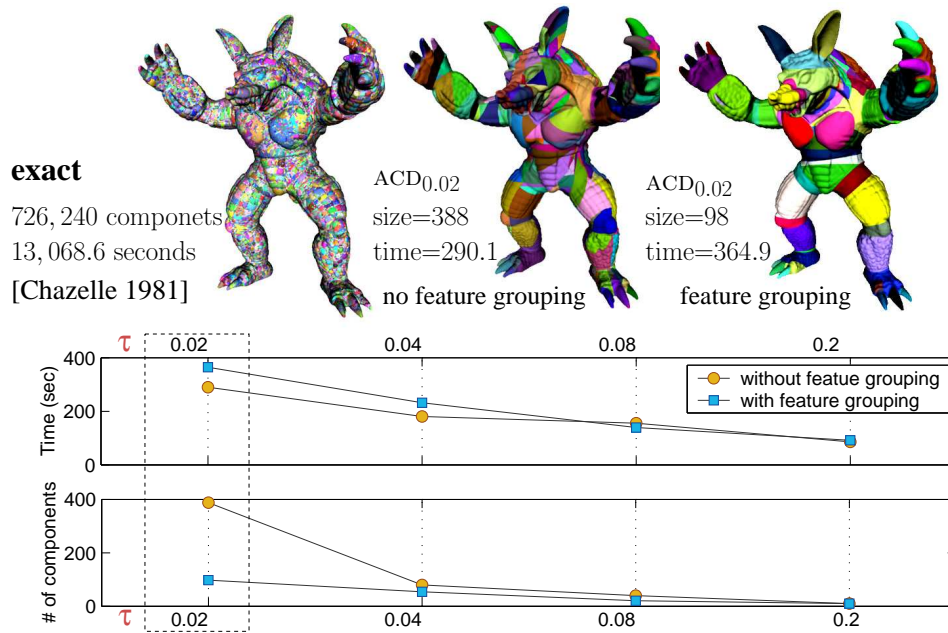 exact
726, 240 componets
13, 068.6 seconds
[Chazelle 1981]
ACD0.02
size=388
time=290.1
no feature grouping
ACD0.02
size=98
time=364.9
feature grouping
τ 0.02 0.04 0.08 0.2
Time (sec)
400
200
0
without featue grouping
with feature grouping
# of components
400
200
0
τ 0.02 0.04 0.08 0.2